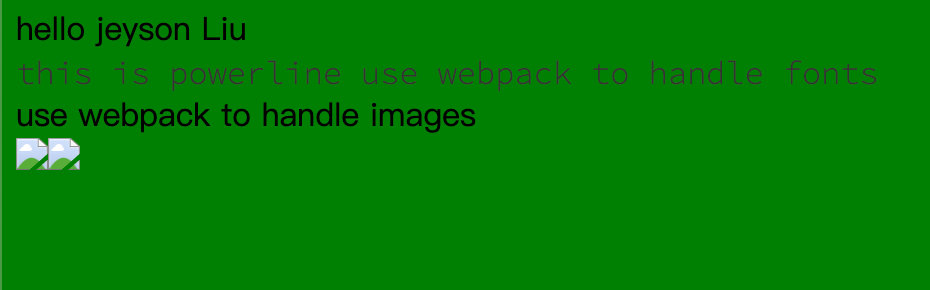 hello jeyson Liu
this is powerline use webpack to handle fonts
use webpack to handle images